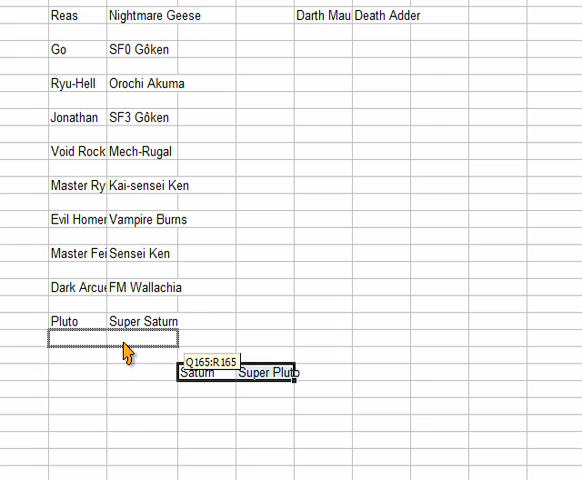 Reas Nightmare Geese Darth Mau Death Adder
Go SF0 Gôken
Ryu-Hell Orochi Akuma
Jonathan SF3 Gôken
Void Rock Mech-Rugal
Master Ry Kai-sensei Ken
Evil Homer Vampire Burns
Master Fei Sensei Ken
Dark Arcue FM Wallachia
Pluto Super Saturn
Q165:R165
Saturn Super Pluto